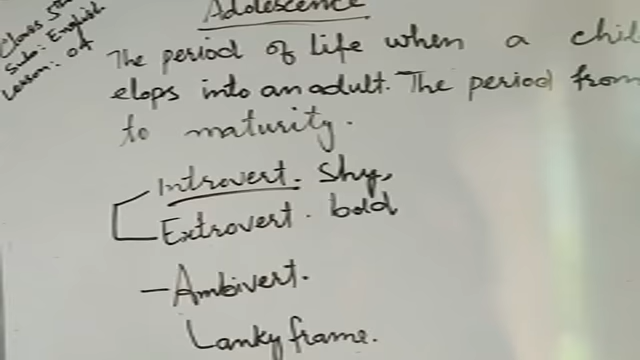 Adolescence
Class 5th
Sub: English
Lesson: 04
The period of life when a chil
elops into an adult. The period from
to maturity.
Introvert. Shy,
Extrovert. bold
- Ambivert.
Lanky frame.